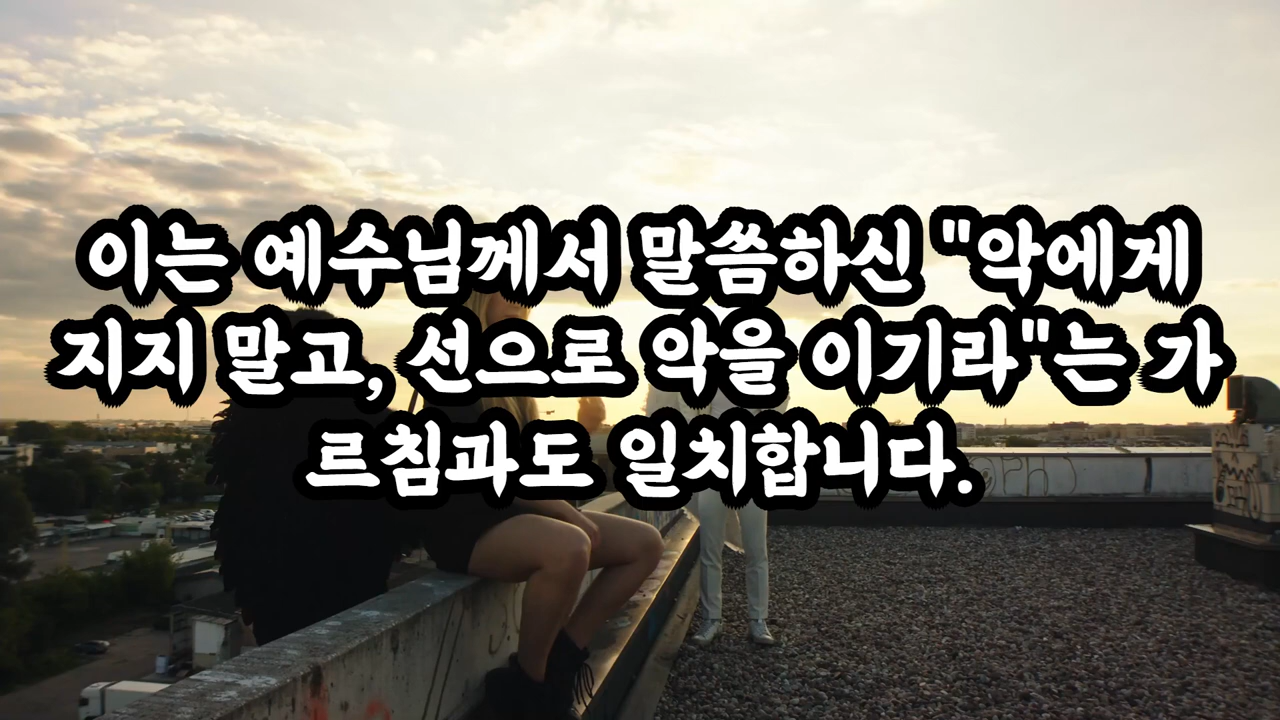 이는 예수님께서 말씀하신 "악에게
지지 말고, 선으로 악을 이기라"는 가
르침과도 일치합니다.